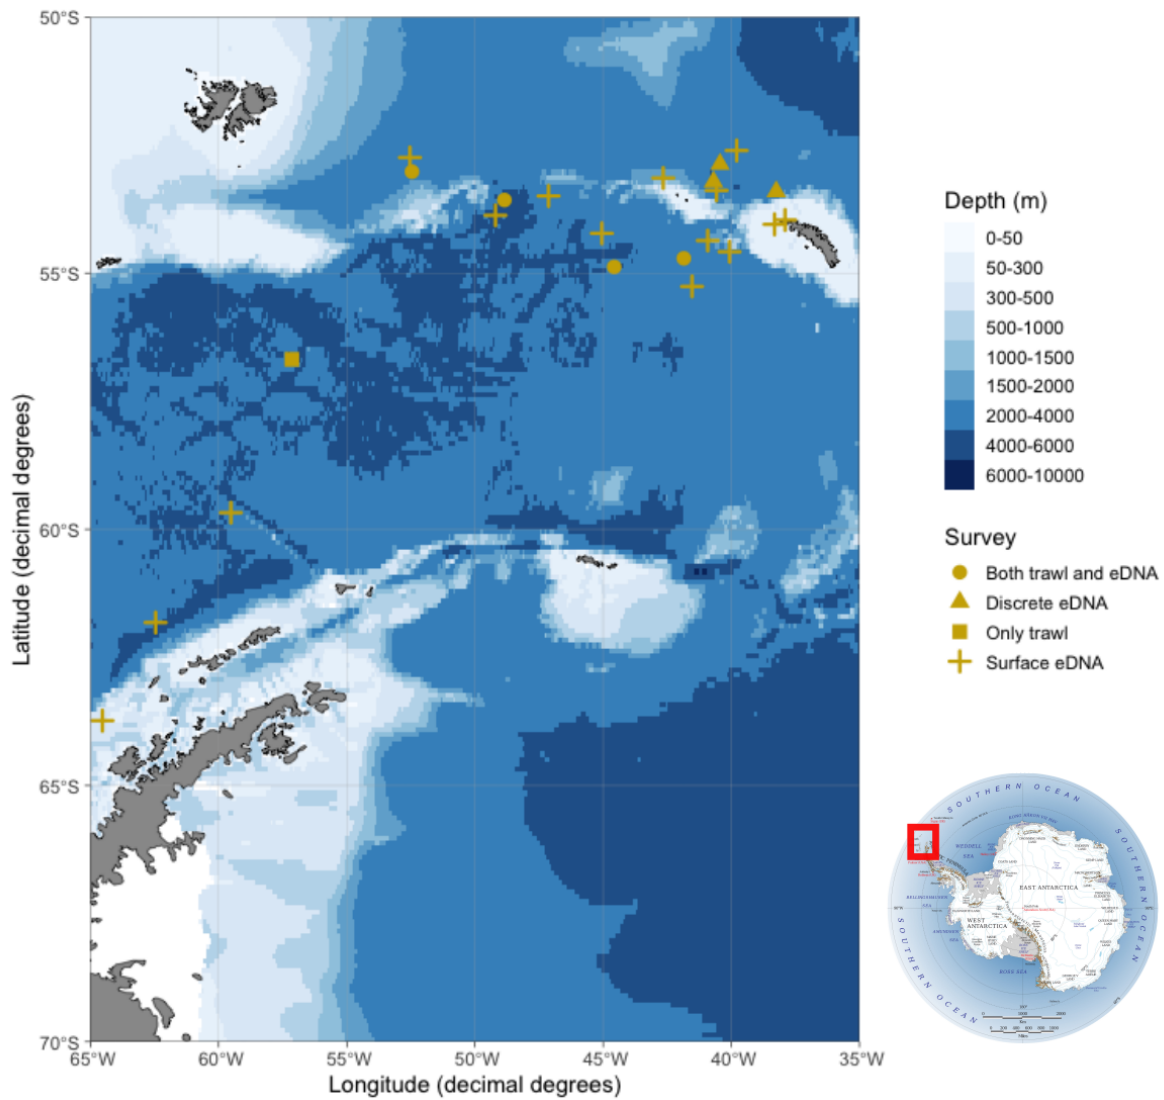 50°S
55°S
60°S
65°S
70°S
65°W
60°W
55°W
50°W
45°W
40°W
35°W
Longitude (decimal degrees)
Latitude (decimal degrees)
Depth (m)
0-50
50-300
300-500
500-1000
1000-1500
1500-2000
2000-4000
4000-6000
6000-10000
Survey
Both trawl and eDNA
Discrete eDNA
Only trawl
Surface eDNA
SOUTHERN OCEAN
SOUTHERN OCEAN
SOUTHERN OCEAN
WEDDELL
SEA
EAST ANTARCTICA
WEST
ANTARCTICA
ROSS SEA